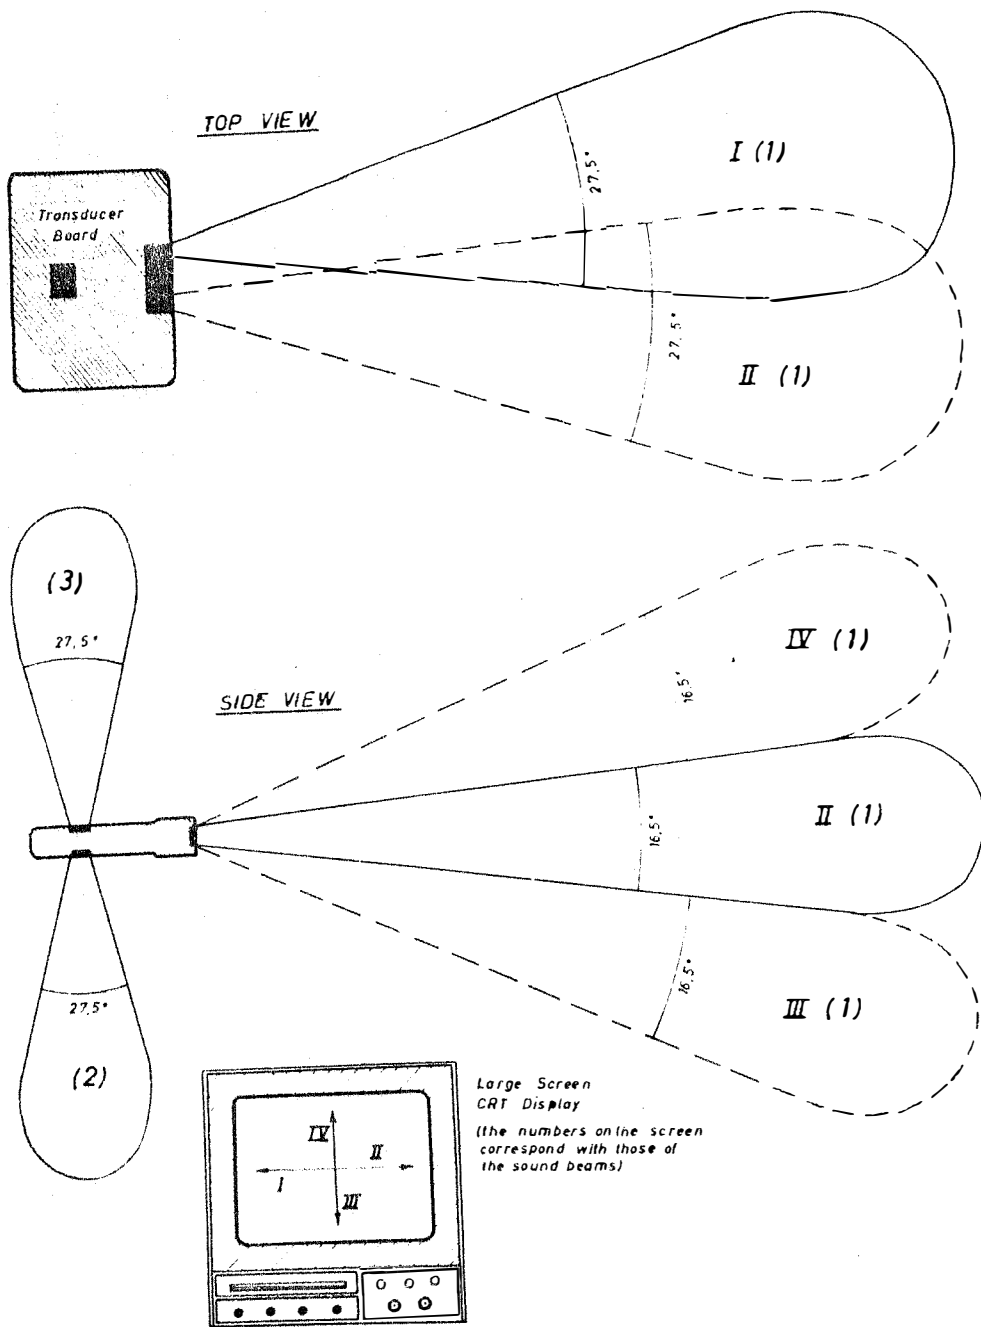 TOP VIEW
Transducer
Board
I (1)
27,5°
27,5°
II (1)
(3)
27,5°
SIDE VIEW
IV (1)
16,5°
II (1)
16,5°
16,5°
III (1)
27,5°
(2)
Large Screen
CRT Display
(the numbers on the screen
correspond with those of
the sound beams)
IV
II
I
III